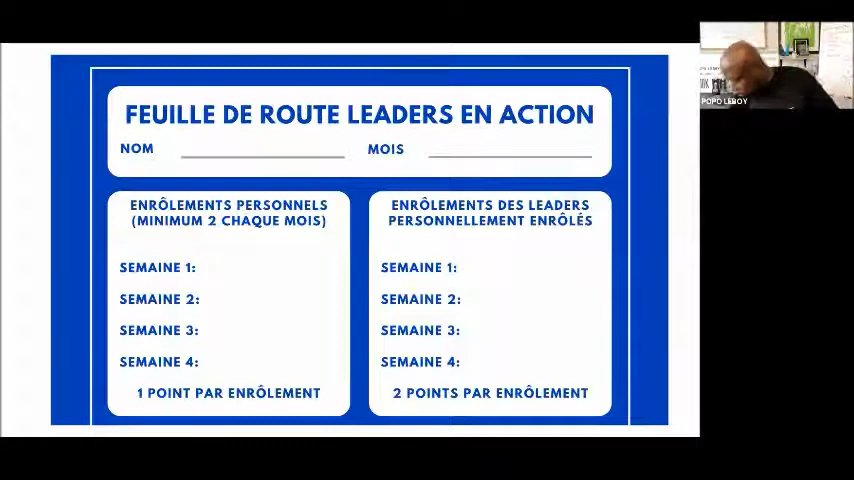 FEUILLE DE ROUTE LEADERS EN ACTION
NOM
MOIS
ENRÔLEMENTS PERSONNELS
(MINIMUM 2 CHAQUE MOIS)
SEMAINE 1:
SEMAINE 2:
SEMAINE 3:
SEMAINE 4:
1 POINT PAR ENRÔLEMENT
ENRÔLEMENTS DES LEADERS
PERSONNELLEMENT ENRÔLÉS
SEMAINE 1:
SEMAINE 2:
SEMAINE 3:
SEMAINE 4:
2 POINTS PAR ENRÔLEMENT
POPO LEROY